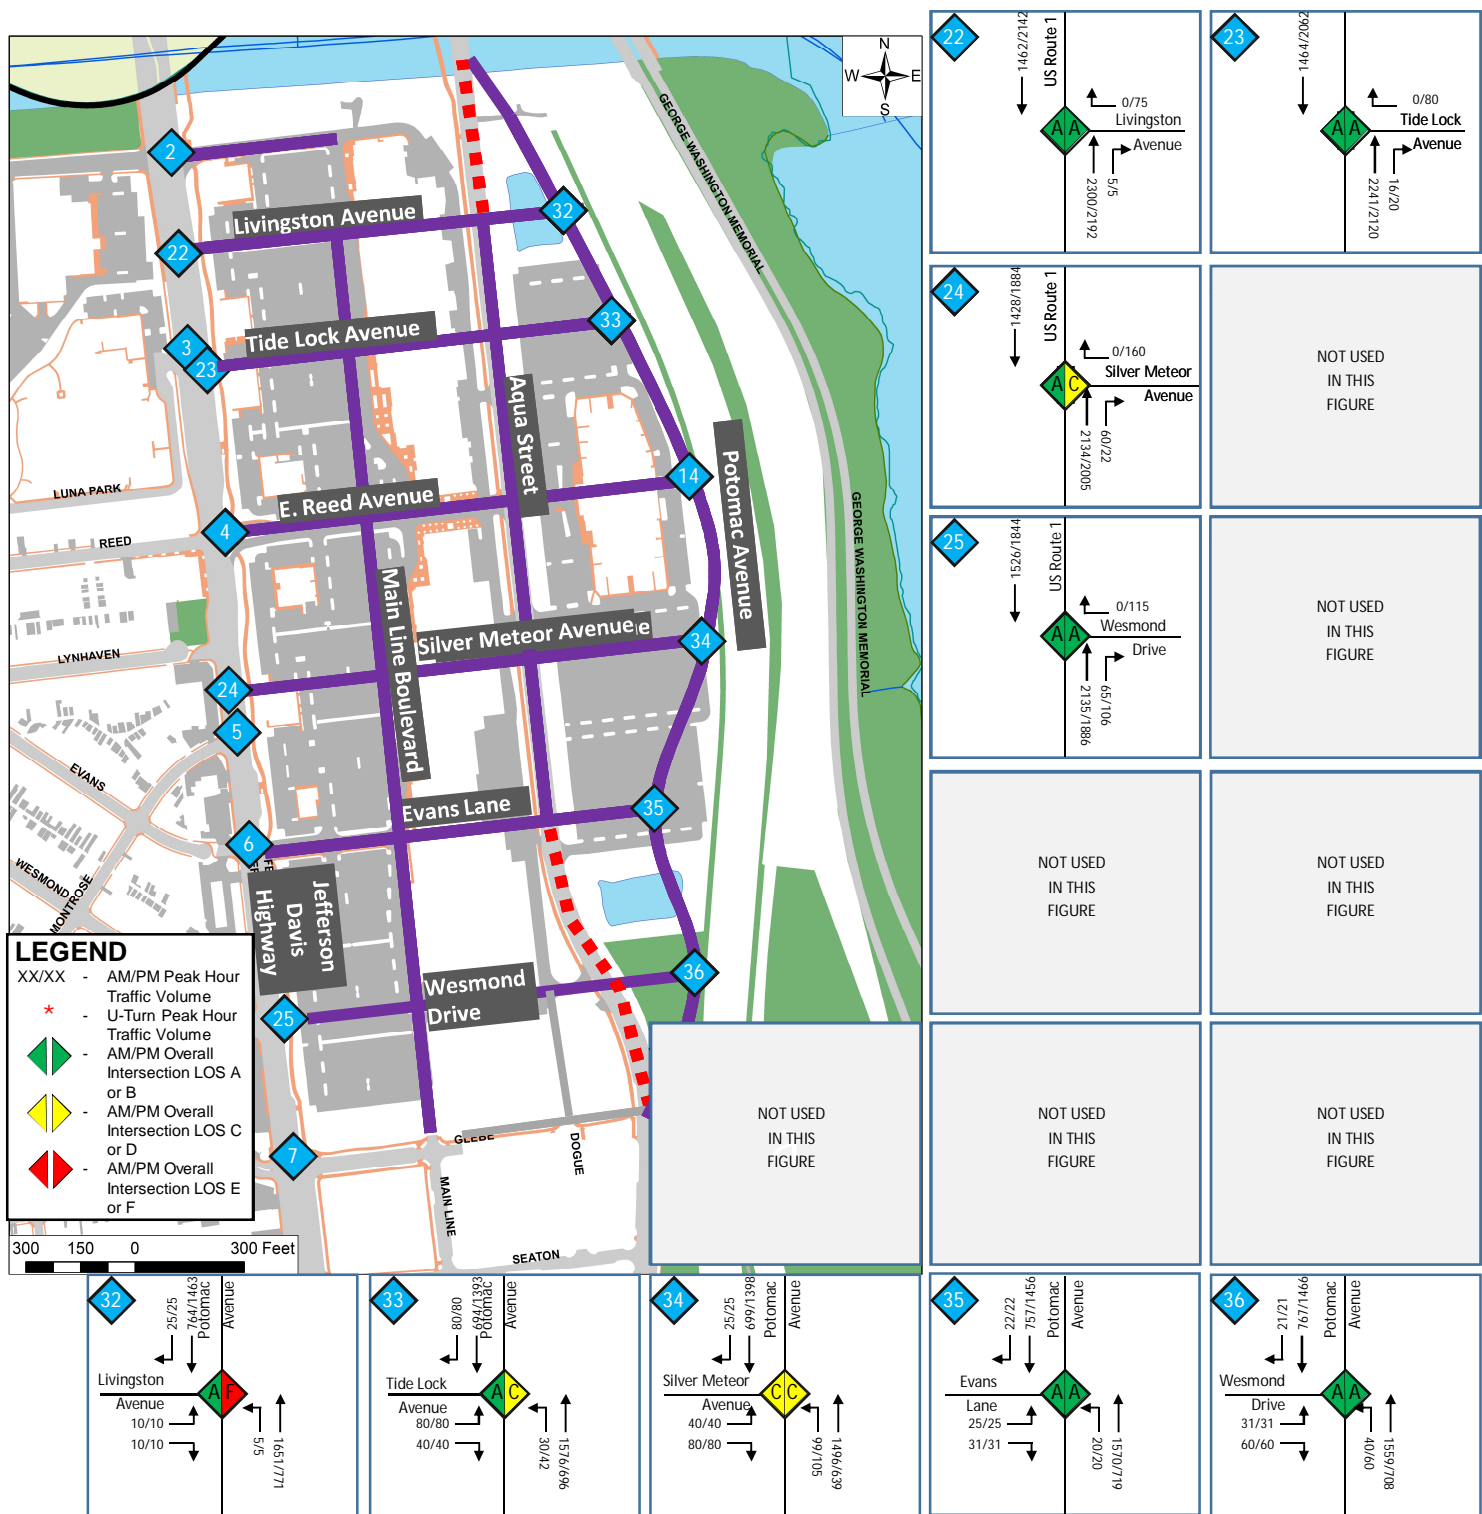 N
W
E
S
2
22
3
23
4
24
5
6
25
7
32
33
14
34
35
36
Livingston Avenue
Tide Lock Avenue
E. Reed Avenue
Silver Meteor Avenue
Evans Lane
Wesmond
Drive
Main Line Boulevard
Aqua Street
Potomac Avenue
Jefferson
Davis
Highway
GEORGE WASHINGTON MEMORIAL
GEORGE WASHINGTON MEMORIAL
LUNA PARK
REED
LYNHAVEN
EVANS
WESMOND
MONTROSE
GLEBE
DOGUE
MAIN LINE
SEATON
LEGEND
XX/XX - AM/PM Peak Hour
Traffic Volume
* - U-Turn Peak Hour
Traffic Volume
- AM/PM Overall
Intersection LOS A
or B
- AM/PM Overall
Intersection LOS C
or D
- AM/PM Overall
Intersection LOS E
or F
300 150 0 300 Feet
22
1462/2142
US Route 1
0/75
Livingston
Avenue
A A
2300/2192
5/5
23
1464/2062
0/80
Tide Lock
Avenue
A A
2241/2120
16/20
24
1428/1884
US Route 1
0/160
Silver Meteor
Avenue
A C
2134/2005
60/22
NOT USED
IN THIS
FIGURE
25
1526/1844
US Route 1
0/115
Wesmond
Drive
A A
2135/1886
65/106
NOT USED
IN THIS
FIGURE
NOT USED
IN THIS
FIGURE
NOT USED
IN THIS
FIGURE
NOT USED
IN THIS
FIGURE
NOT USED
IN THIS
FIGURE
NOT USED
IN THIS
FIGURE
32
25/25
764/1463
Potomac
Avenue
Livingston
Avenue
A F
10/10
10/10
5/5
1651/771
33
80/80
694/1393
Potomac
Avenue
Tide Lock
Avenue
A C
80/80
40/40
30/42
1576/696
34
25/25
699/1398
Potomac
Avenue
Silver Meteor
Avenue
C C
40/40
80/80
99/105
1496/639
35
22/22
757/1456
Potomac
Avenue
Evans
Lane
A A
25/25
31/31
20/20
1570/719
36
21/21
767/1466
Potomac
Avenue
Wesmond
Drive
A A
31/31
60/60
40/60
1559/708